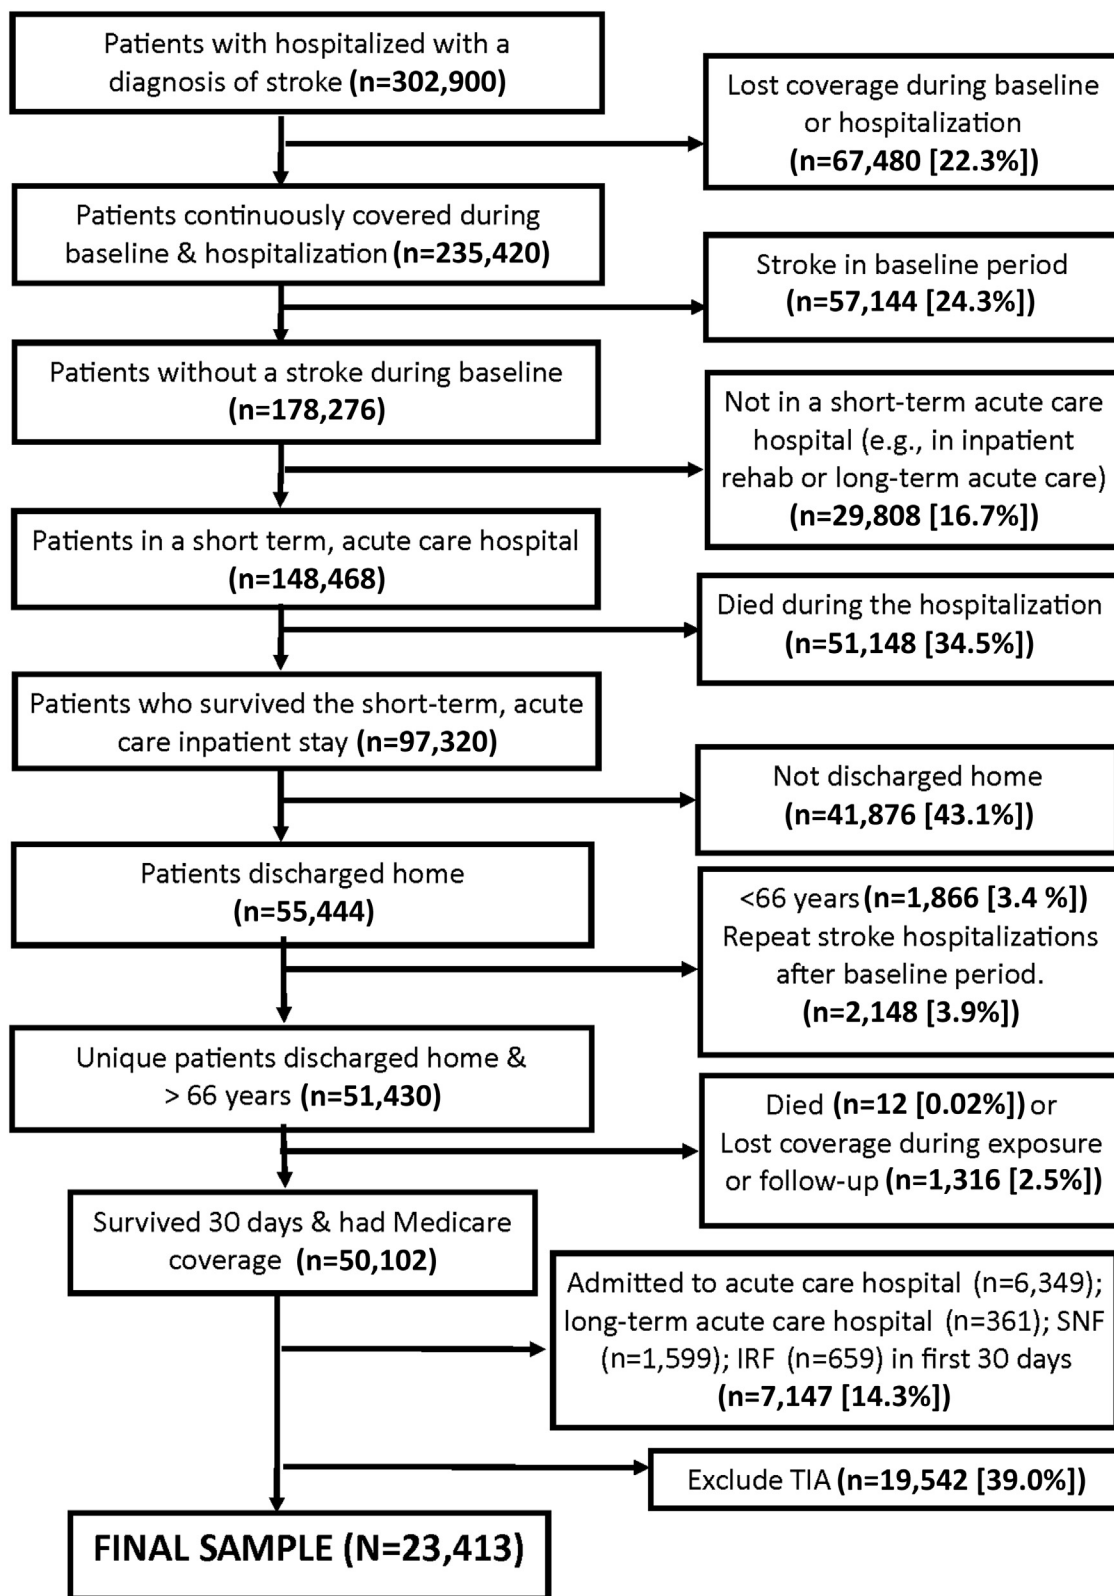 Patients with hospitalized with a
diagnosis of stroke (n=302,900)
Lost coverage during baseline
or hospitalization
(n=67,480 [22.3%])
Patients continuously covered during
baseline & hospitalization (n=235,420)
Stroke in baseline period
(n=57,144 [24.3%])
Patients without a stroke during baseline
(n=178,276)
Not in a short-term acute care
hospital (e.g., in inpatient
rehab or long-term acute care)
(n=29,808 [16.7%])
Patients in a short term, acute care hospital
(n=148,468)
Died during the hospitalization
(n=51,148 [34.5%])
Patients who survived the short-term, acute
care inpatient stay (n=97,320)
Not discharged home
(n=41,876 [43.1%])
Patients discharged home
(n=55,444)
<66 years (n=1,866 [3.4 %])
Repeat stroke hospitalizations
after baseline period.
(n=2,148 [3.9%])
Unique patients discharged home &
> 66 years (n=51,430)
Died (n=12 [0.02%]) or
Lost coverage during exposure
or follow-up (n=1,316 [2.5%])
Survived 30 days & had Medicare
coverage (n=50,102)
Admitted to acute care hospital (n=6,349);
long-term acute care hospital (n=361); SNF
(n=1,599); IRF (n=659) in first 30 days
(n=7,147 [14.3%])
Exclude TIA (n=19,542 [39.0%])
FINAL SAMPLE (N=23,413)